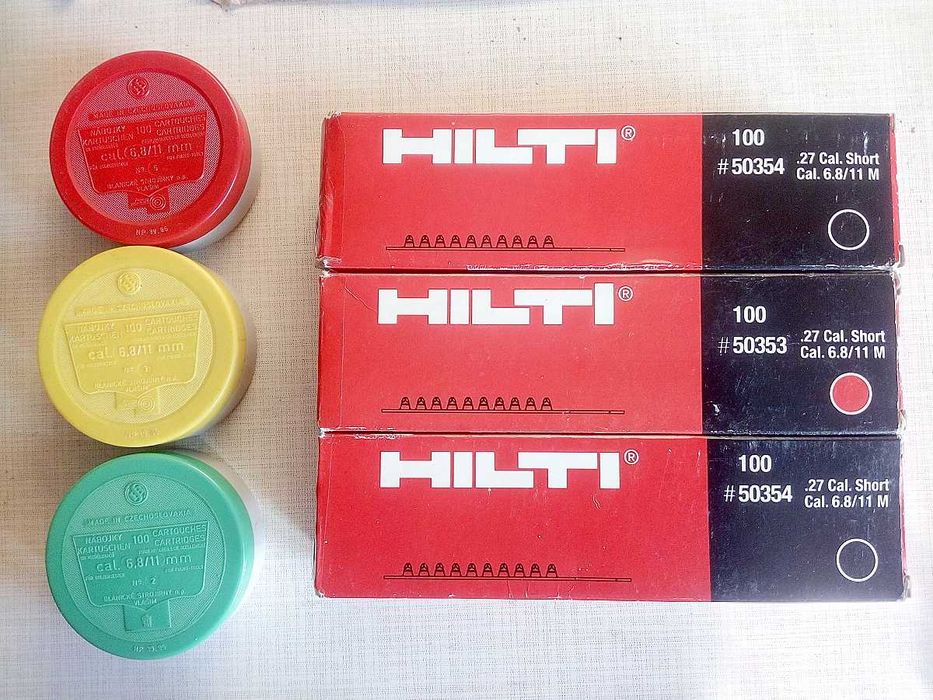 MADE IN CZECHOSLOVAKIA
NÁBOJKY 100 CARTOUCHES
KARTUSCHEN CARTRIDGES
cal. 6,8/11 mm
No. 5
BLANICKÉ STROJÍRNY n.p.
VLAŠIM
MADE IN CZECHOSLOVAKIA
NÁBOJKY 100 CARTOUCHES
KARTUSCHEN CARTRIDGES
cal. 6,8/11 mm
BLANICKÉ STROJÍRNY n.p.
VLAŠIM
MADE IN CZECHOSLOVAKIA
NÁBOJKY 100 CARTOUCHES
KARTUSCHEN CARTRIDGES
cal. 6,8/11 mm
No. 2
BLANICKÉ STROJÍRNY n.p.
VLAŠIM
HILTI®
100
#50354
.27 Cal. Short
Cal. 6.8/11 M
HILTI®
100
#50353
.27 Cal. Short
Cal. 6.8/11 M
HILTI®
100
#50354
.27 Cal. Short
Cal. 6.8/11 M